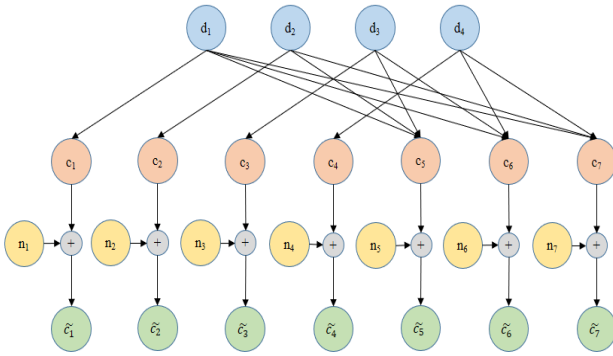 d₁ d₂ d₃ d₄
c₁ c₂ c₃ c₄ c₅ c₆ c₇
n₁ + n₂ + n₃ + n₄ + n₅ + n₆ + n₇ +
c̃₁ c̃₂ c̃₃ c̃₄ c̃₅ c̃₆ c̃₇